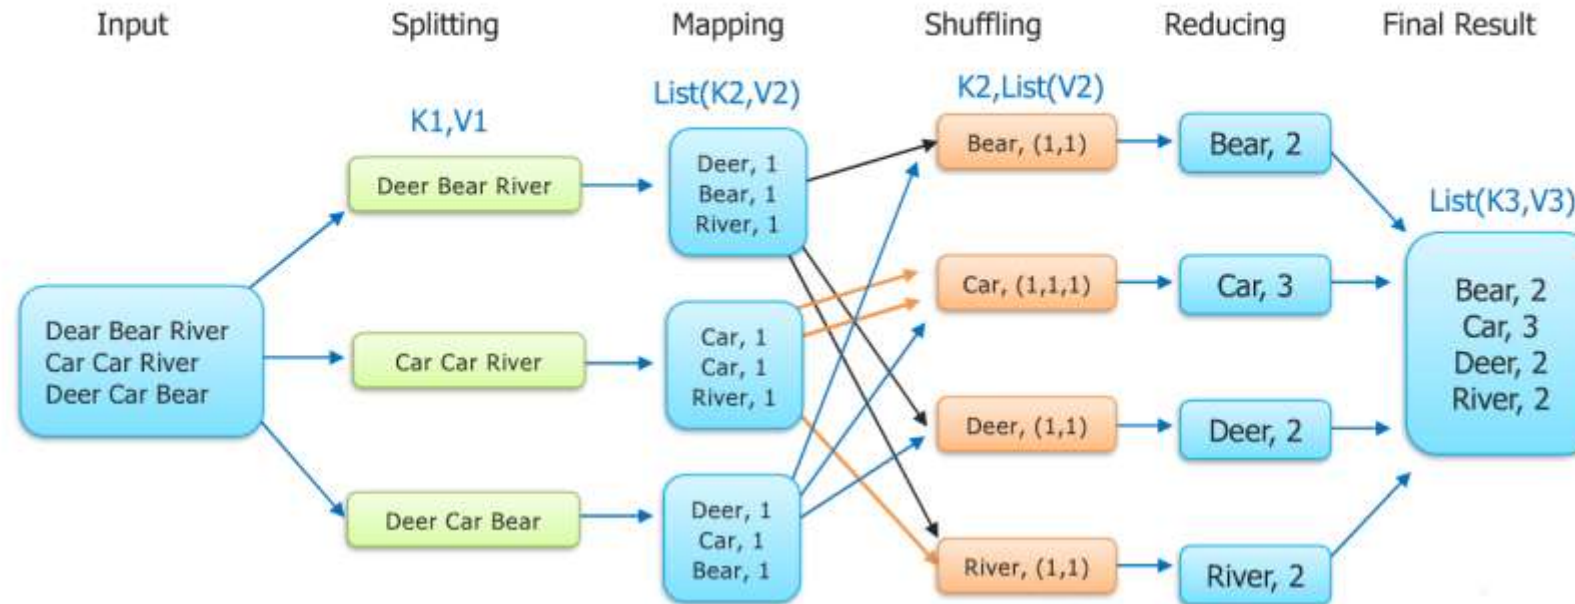 Input
Splitting
Mapping
Shuffling
Reducing
Final Result
K1,V1
List(K2,V2)
K2,List(V2)
List(K3,V3)
Dear Bear River
Car Car River
Deer Car Bear
Deer Bear River
Car Car River
Deer Car Bear
Deer, 1
Bear, 1
River, 1
Car, 1
Car, 1
River, 1
Deer, 1
Car, 1
Bear, 1
Bear, (1,1)
Car, (1,1,1)
Deer, (1,1)
River, (1,1)
Bear, 2
Car, 3
Deer, 2
River, 2
Bear, 2
Car, 3
Deer, 2
River, 2